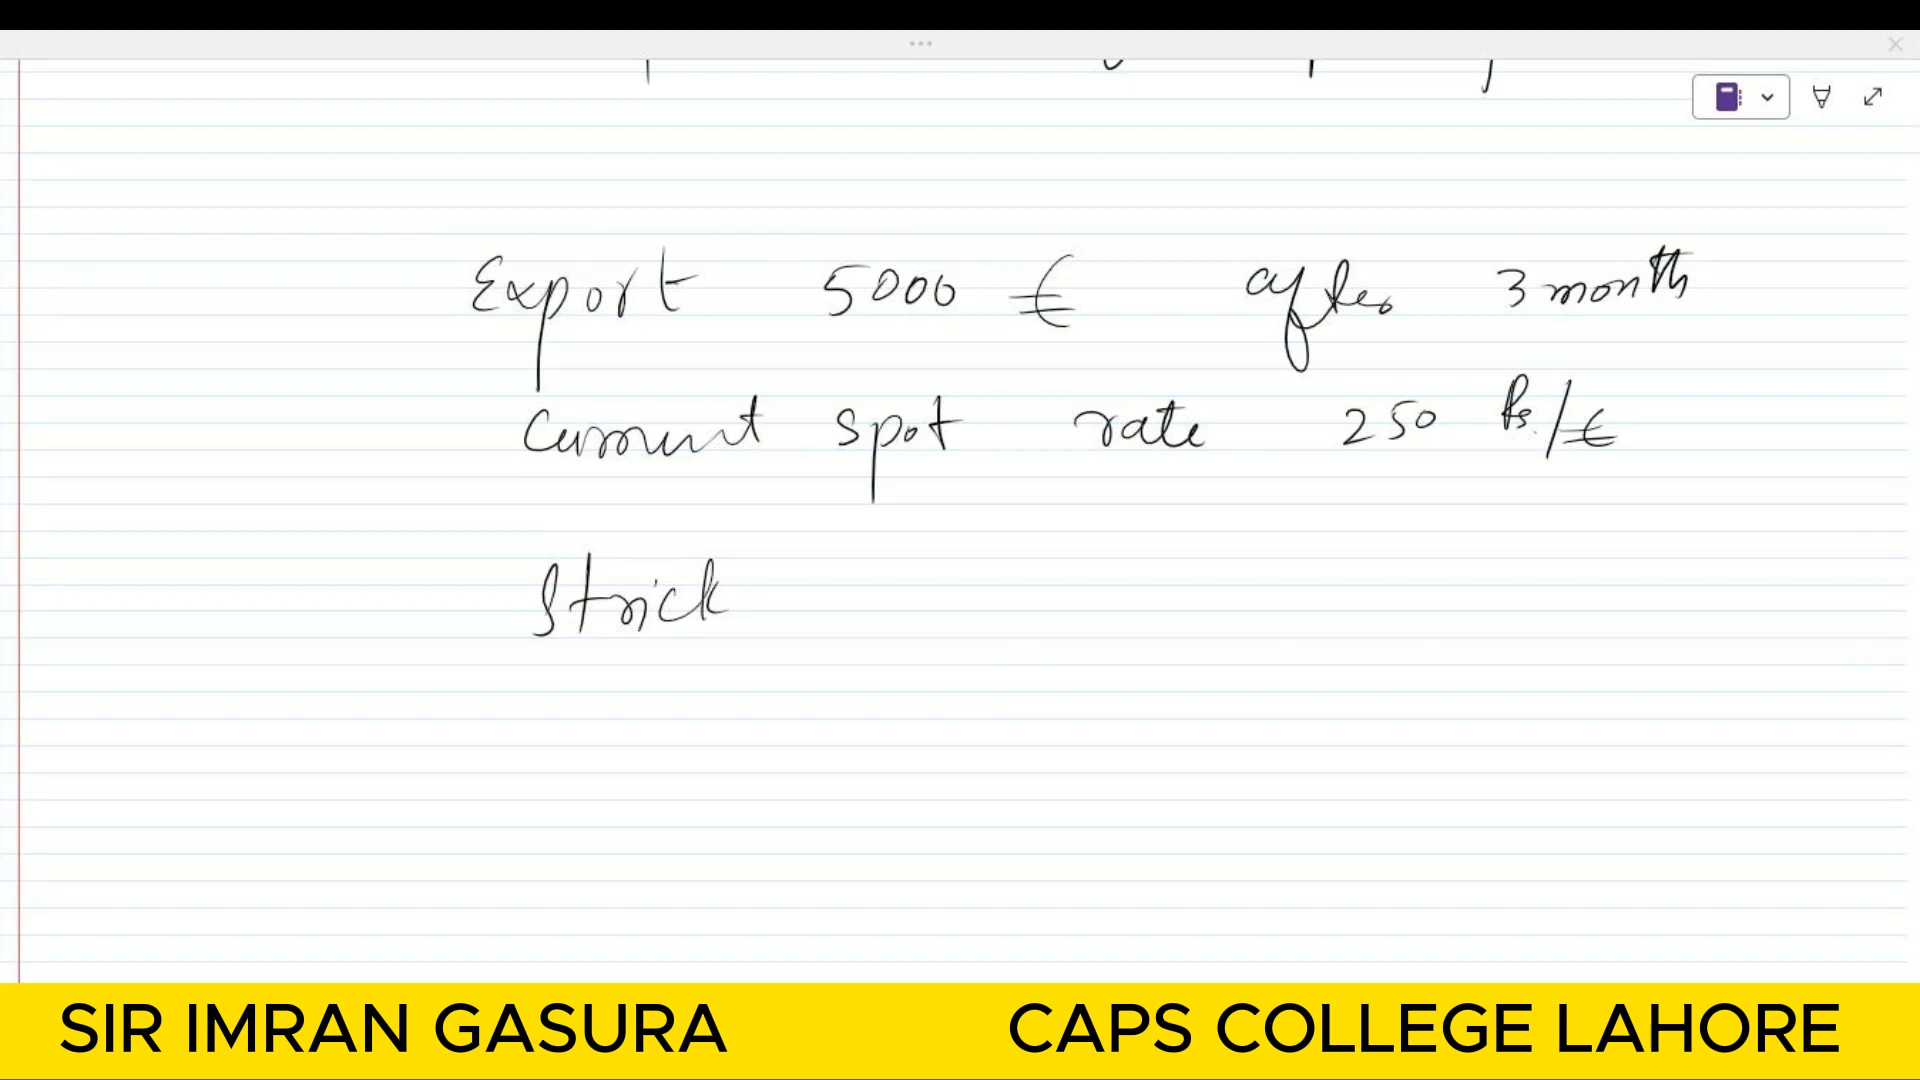 Export 5000 € after 3 month
Current spot rate 250 Rs./€
Strick
SIR IMRAN GASURA CAPS COLLEGE LAHORE